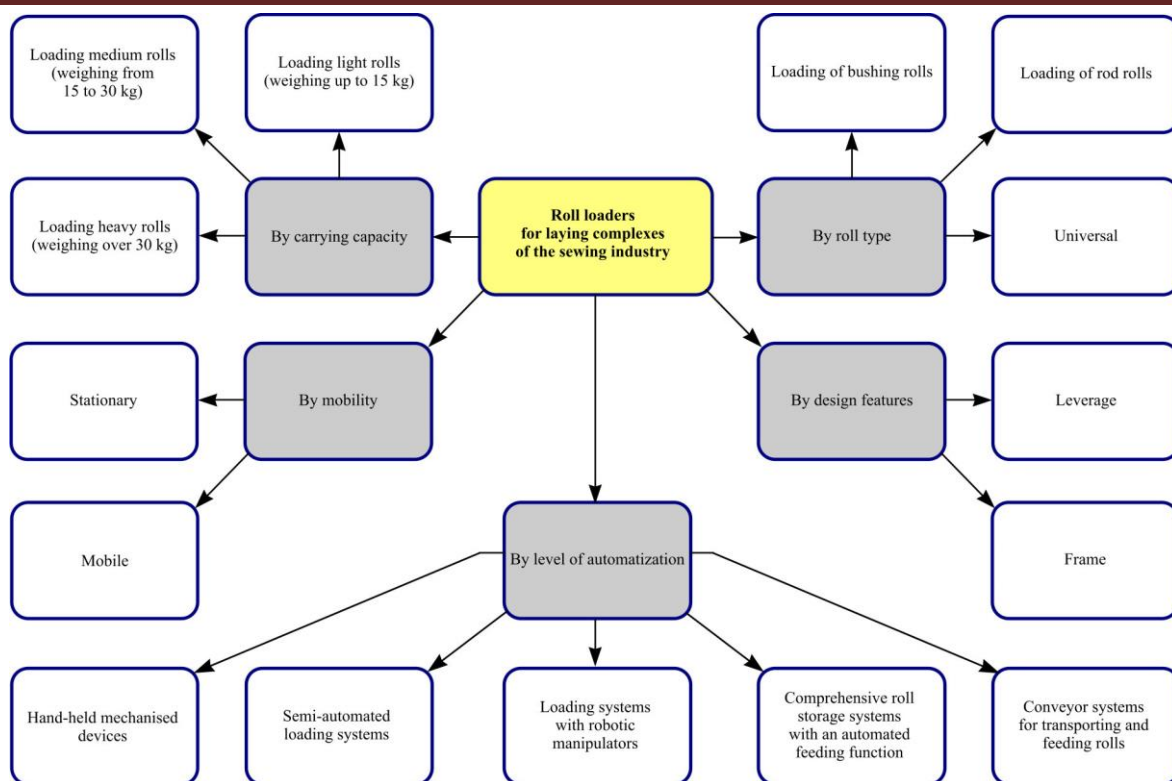 Loading medium rolls
(weighing from
15 to 30 kg)
Loading light rolls
(weighing up to 15 kg)
Loading of bushing rolls
Loading of rod rolls
Loading heavy rolls
(weighing over 30 kg)
By carrying capacity
Roll loaders
for laying complexes
of the sewing industry
By roll type
Universal
Stationary
By mobility
By design features
Leverage
Mobile
By level of automatization
Frame
Hand-held mechanised
devices
Semi-automated
loading systems
Loading systems
with robotic
manipulators
Comprehensive roll
storage systems
with an automated
feeding function
Conveyor systems
for transporting and
feeding rolls